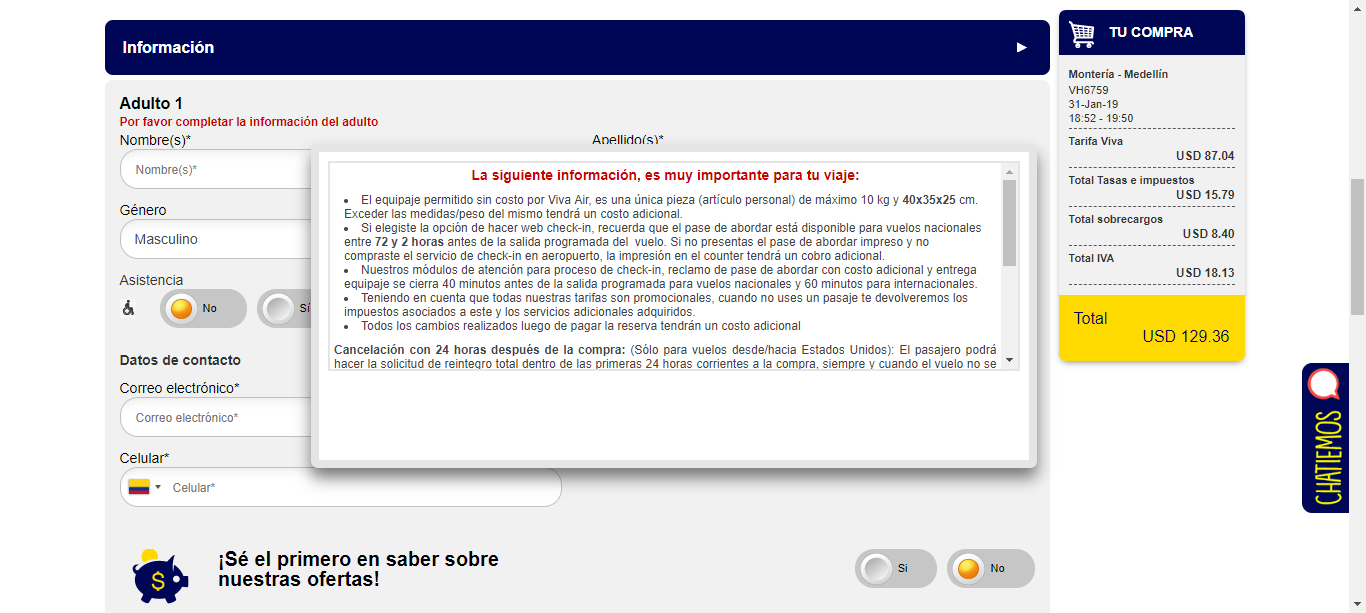 Información
Adulto 1
Por favor completar la información del adulto
Nombre(s)*
Apellido(s)*
Nombre(s)*
Género
Masculino
Asistencia
No
Sí
Datos de contacto
Correo electrónico*
Correo electrónico*
Celular*
Celular*
¡Sé el primero en saber sobre
nuestras ofertas!
Si
No
La siguiente información, es muy importante para tu viaje:
• El equipaje permitido sin costo por Viva Air, es una única pieza (artículo personal) de máximo 10 kg y 40x35x25 cm.
Exceder las medidas/peso del mismo tendrá un costo adicional.
• Si elegiste la opción de hacer web check-in, recuerda que el pase de abordar está disponible para vuelos nacionales
entre 72 y 2 horas antes de la salida programada del vuelo. Si no presentas el pase de abordar impreso y no
compraste el servicio de check-in en aeropuerto, la impresión en el counter tendrá un cobro adicional.
• Nuestros módulos de atención para proceso de check-in, reclamo de pase de abordar con costo adicional y entrega
equipaje se cierra 40 minutos antes de la salida programada para vuelos nacionales y 60 minutos para internacionales.
• Teniendo en cuenta que todas nuestras tarifas son promocionales, cuando no uses un pasaje te devolveremos los
impuestos asociados a este y los servicios adicionales adquiridos.
• Todos los cambios realizados luego de pagar la reserva tendrán un costo adicional
Cancelación con 24 horas después de la compra: (Sólo para vuelos desde/hacia Estados Unidos): El pasajero podrá
hacer la solicitud de reintegro total dentro de las primeras 24 horas corrientes a la compra, siempre y cuando el vuelo no se
TU COMPRA
Montería - Medellín
VH6759
31-Jan-19
18:52 - 19:50
Tarifa Viva
USD 87.04
Total Tasas e impuestos
USD 15.79
Total sobrecargos
USD 8.40
Total IVA
USD 18.13
Total
USD 129.36
CHATIEMOS